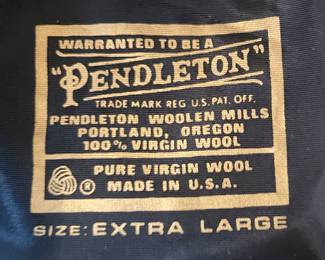 WARRANTED TO BE A
"PENDLETON"
TRADE MARK REG U.S. PAT. OFF.
PENDLETON WOOLEN MILLS
PORTLAND, OREGON
100% VIRGIN WOOL
® PURE VIRGIN WOOL
MADE IN U.S.A.
SIZE: EXTRA LARGE